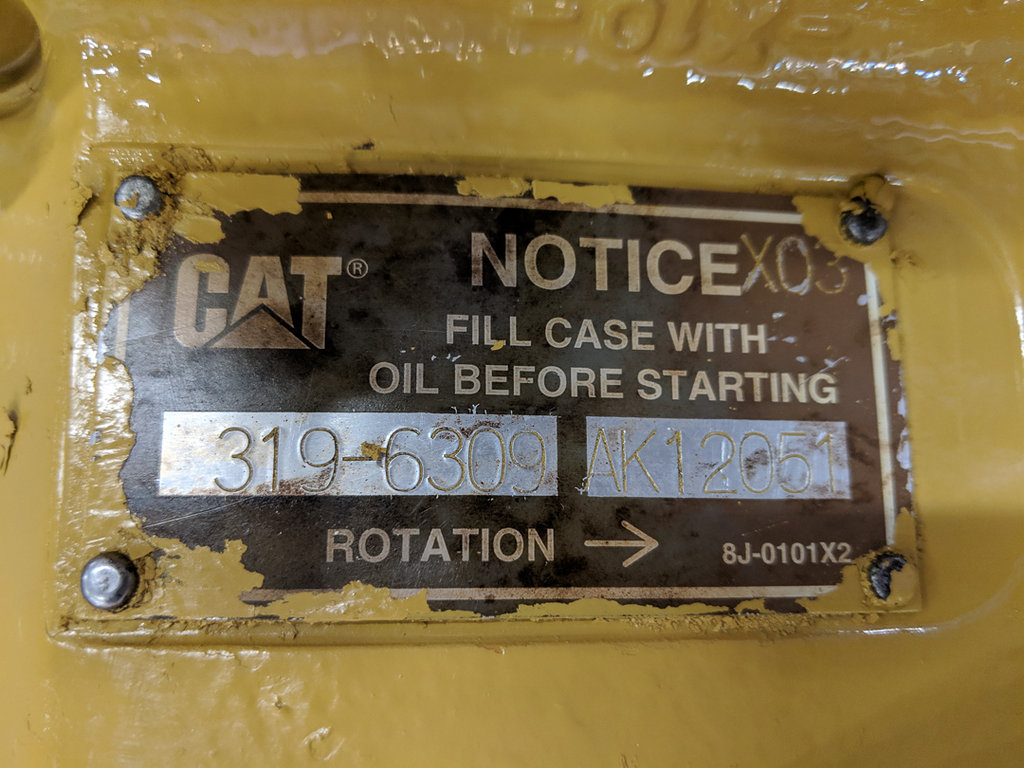 CAT® NOTICE X03
FILL CASE WITH
OIL BEFORE STARTING
319-6309 AK12051
ROTATION → 8J-0101X2